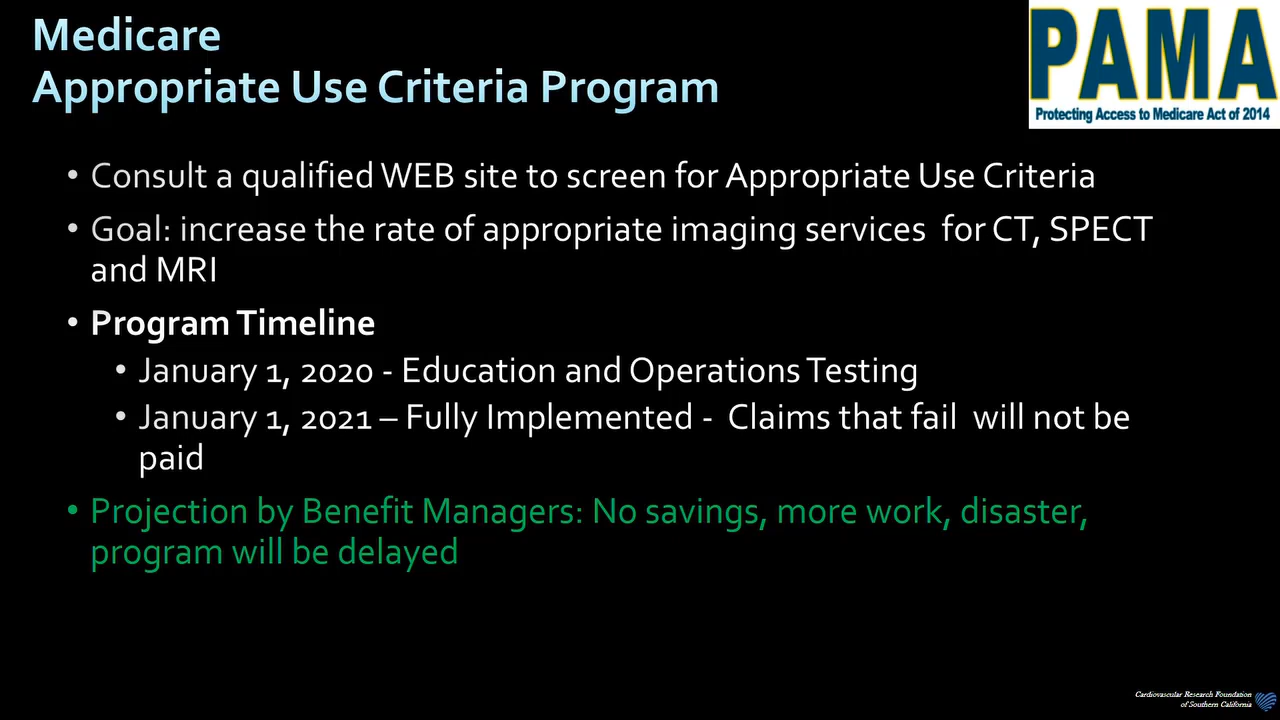 Medicare
Appropriate Use Criteria Program
PAMA
Protecting Access to Medicare Act of 2014
• Consult a qualified WEB site to screen for Appropriate Use Criteria
• Goal: increase the rate of appropriate imaging services for CT, SPECT
and MRI
• Program Timeline
• January 1, 2020 - Education and Operations Testing
• January 1, 2021 – Fully Implemented - Claims that fail will not be
paid
• Projection by Benefit Managers: No savings, more work, disaster,
program will be delayed
Cardiovascular Research Foundation
of Southern California